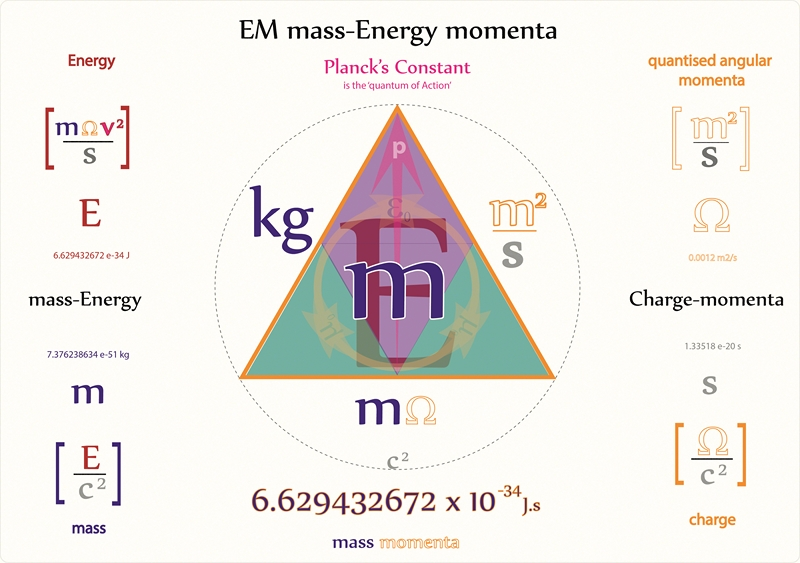 EM mass-Energy momenta
Planck's Constant
is the 'quantum of Action'
Energy
[mΩv²/s]
E
6.629432672 e-34 J
mass-Energy
7.376238634 e-51 kg
m
[E/c²]
mass
p
ε₀
kg
m²/s
E
m
mΩ
c²
6.629432672 x 10⁻³⁴ J.s
mass momenta
quantised angular
momenta
[m²/s]
Ω
0.0012 m2/s
Charge-momenta
1.33518 e-20 s
s
[Ω/c²]
charge